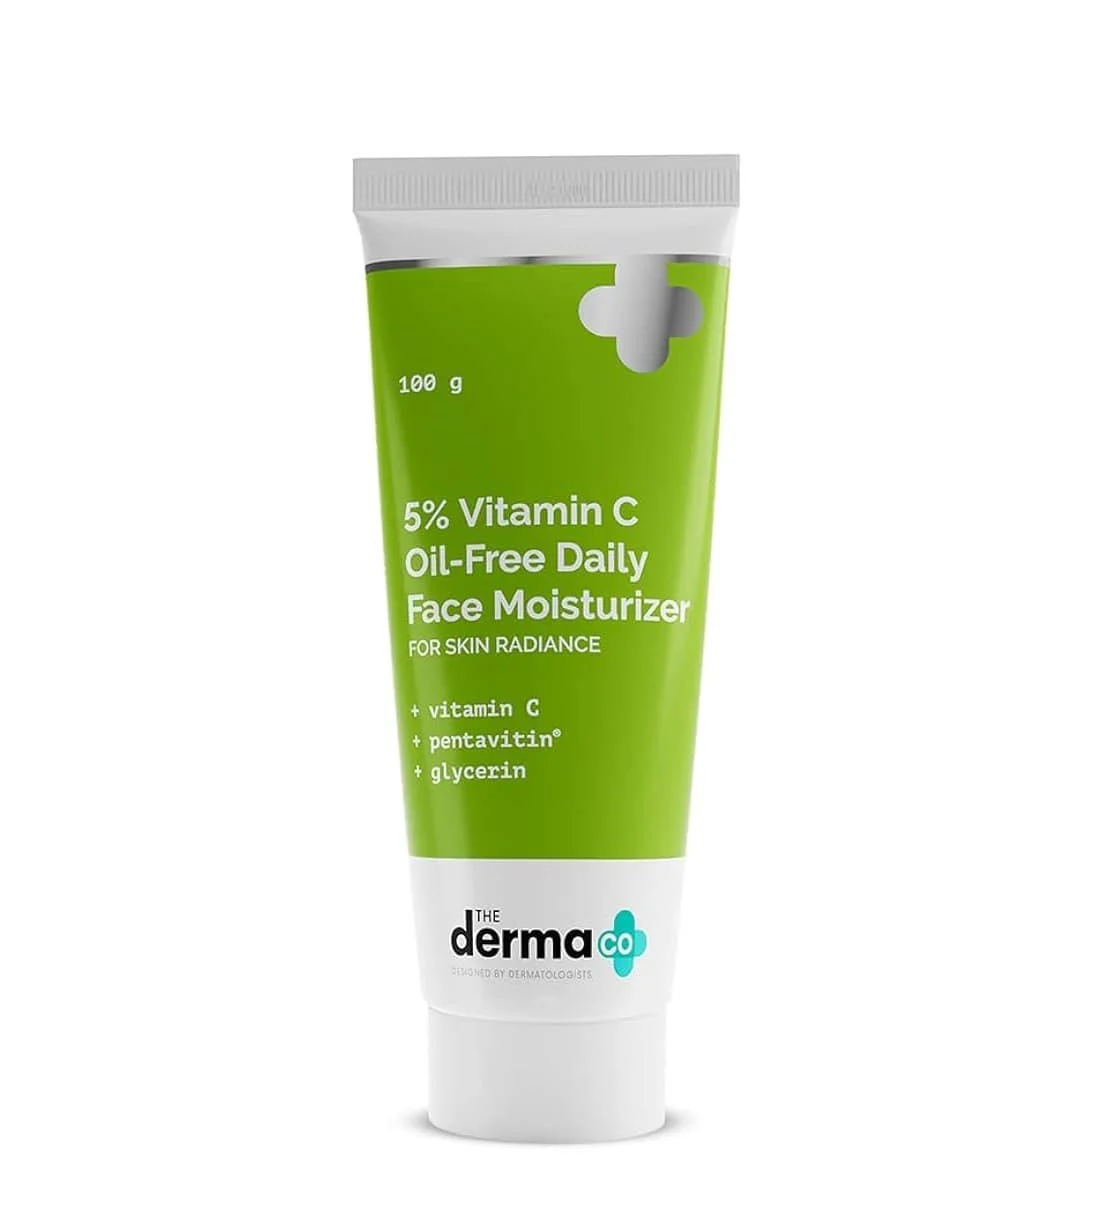 100 g
5% Vitamin C
Oil-Free Daily
Face Moisturizer
FOR SKIN RADIANCE
+ vitamin C
+ pentavitin®
+ glycerin
THE
derma co
DESIGNED BY DERMATOLOGISTS